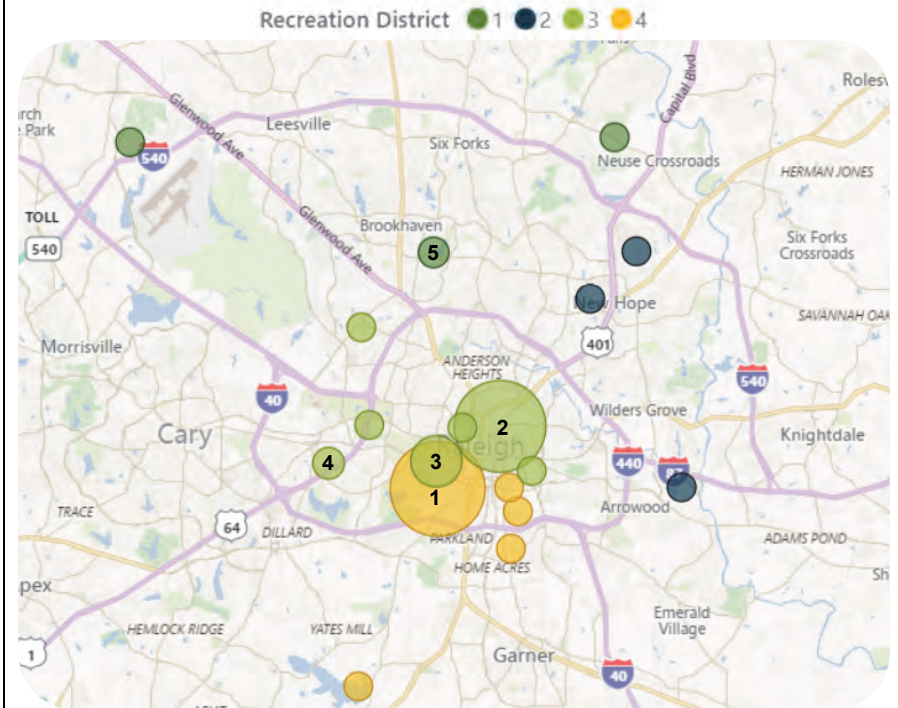 Recreation District 1 2 3 4
Capital Blvd
Glenwood Ave
Leesville
540
Six Forks
Neuse Crossroads
HERMAN JONES
TOLL
540
Glenwood Ave
Brookhaven
5
Six Forks
Crossroads
New Hope
SAVANNAH OAK
Morrisville
401
ANDERSON
HEIGHTS
540
40
Wilders Grove
Cary
2
Raleigh
Knightdale
4
3
440
87
1
Arrowood
TRACE
64
DILLARD
PARKLAND
ADAMS POND
HOME ACRES
Sh
pex
HEMLOCK RIDGE
YATES MILL
Emerald
Village
1
Garner
40